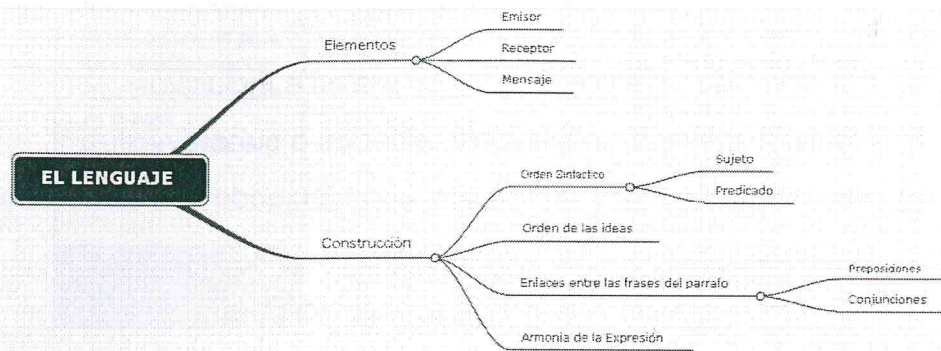 EL LENGUAJE
Elementos
Emisor
Receptor
Mensaje
Construcción
Orden Sintactico
Sujeto
Predicado
Orden de las ideas
Enlaces entre las frases del parrafo
Preposiciones
Conjunciones
Armonia de la Expresión